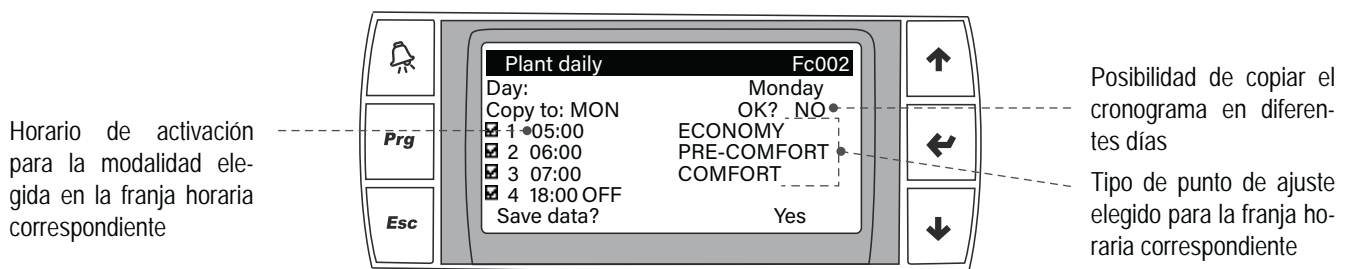 Horario de activación
para la modalidad ele-
gida en la franja horaria
correspondiente
Prg
Esc
Plant daily Fc002
Day: Monday
Copy to: MON OK? NO
1 05:00 ECONOMY
2 06:00 PRE-COMFORT
3 07:00 COMFORT
4 18:00 OFF
Save data? Yes
Posibilidad de copiar el
cronograma en diferen-
tes días
Tipo de punto de ajuste
elegido para la franja ho-
raria correspondiente